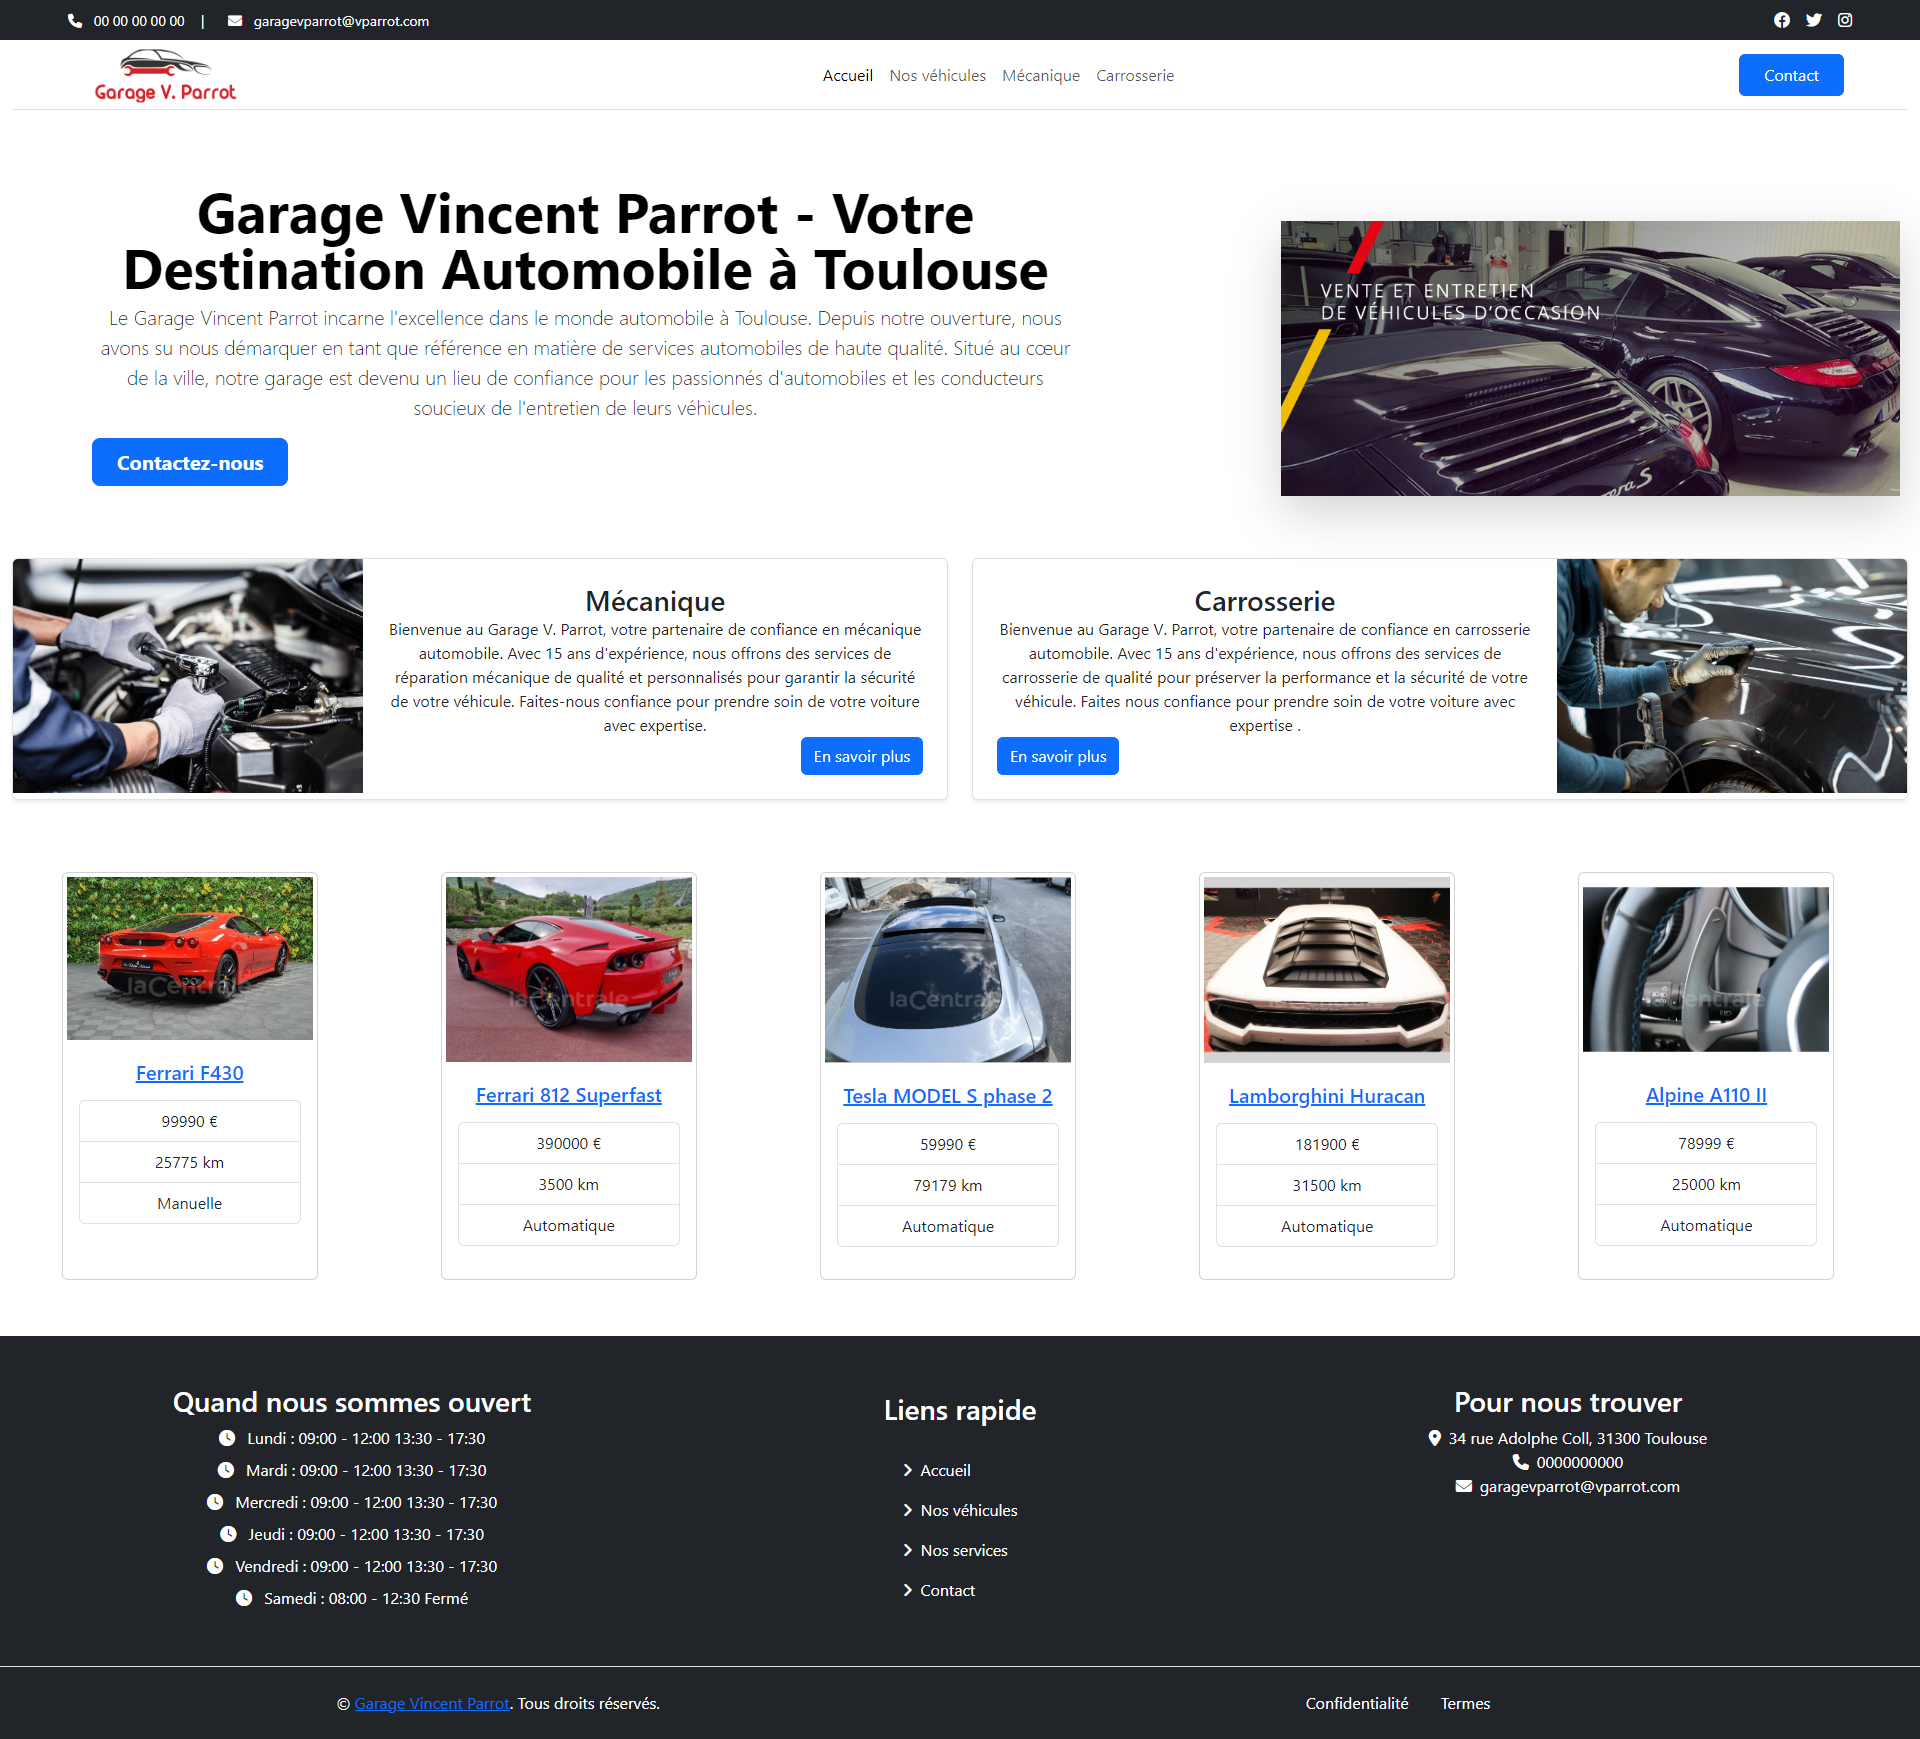 00 00 00 00 00 | garagevparrot@vparrot.com
Garage V. Parrot
Accueil Nos véhicules Mécanique Carrosserie
Contact
Garage Vincent Parrot - Votre
Destination Automobile à Toulouse
Le Garage Vincent Parrot incarne l'excellence dans le monde automobile à Toulouse. Depuis notre ouverture, nous
avons su nous démarquer en tant que référence en matière de services automobiles de haute qualité. Situé au cœur
de la ville, notre garage est devenu un lieu de confiance pour les passionnés d'automobiles et les conducteurs
soucieux de l'entretien de leurs véhicules.
Contactez-nous
VENTE ET ENTRETIEN
DE VÉHICULES D'OCCASION
Mécanique
Bienvenue au Garage V. Parrot, votre partenaire de confiance en mécanique
automobile. Avec 15 ans d'expérience, nous offrons des services de
réparation mécanique de qualité et personnalisés pour garantir la sécurité
de votre véhicule. Faites-nous confiance pour prendre soin de votre voiture
avec expertise.
En savoir plus
Carrosserie
Bienvenue au Garage V. Parrot, votre partenaire de confiance en carrosserie
automobile. Avec 15 ans d'expérience, nous offrons des services de
carrosserie de qualité pour préserver la performance et la sécurité de votre
véhicule. Faites nous confiance pour prendre soin de votre voiture avec
expertise .
En savoir plus
laCentrale
Ferrari F430
99990 €
25775 km
Manuelle
laCentrale
Ferrari 812 Superfast
390000 €
3500 km
Automatique
laCentrale
Tesla MODEL S phase 2
59990 €
79179 km
Automatique
Lamborghini Huracan
181900 €
31500 km
Automatique
Alpine A110 II
78999 €
25000 km
Automatique
Quand nous sommes ouvert
Lundi : 09:00 - 12:00 13:30 - 17:30
Mardi : 09:00 - 12:00 13:30 - 17:30
Mercredi : 09:00 - 12:00 13:30 - 17:30
Jeudi : 09:00 - 12:00 13:30 - 17:30
Vendredi : 09:00 - 12:00 13:30 - 17:30
Samedi : 08:00 - 12:30 Fermé
Liens rapide
Accueil
Nos véhicules
Nos services
Contact
Pour nous trouver
34 rue Adolphe Coll, 31300 Toulouse
0000000000
garagevparrot@vparrot.com
© Garage Vincent Parrot. Tous droits réservés.
Confidentialité Termes